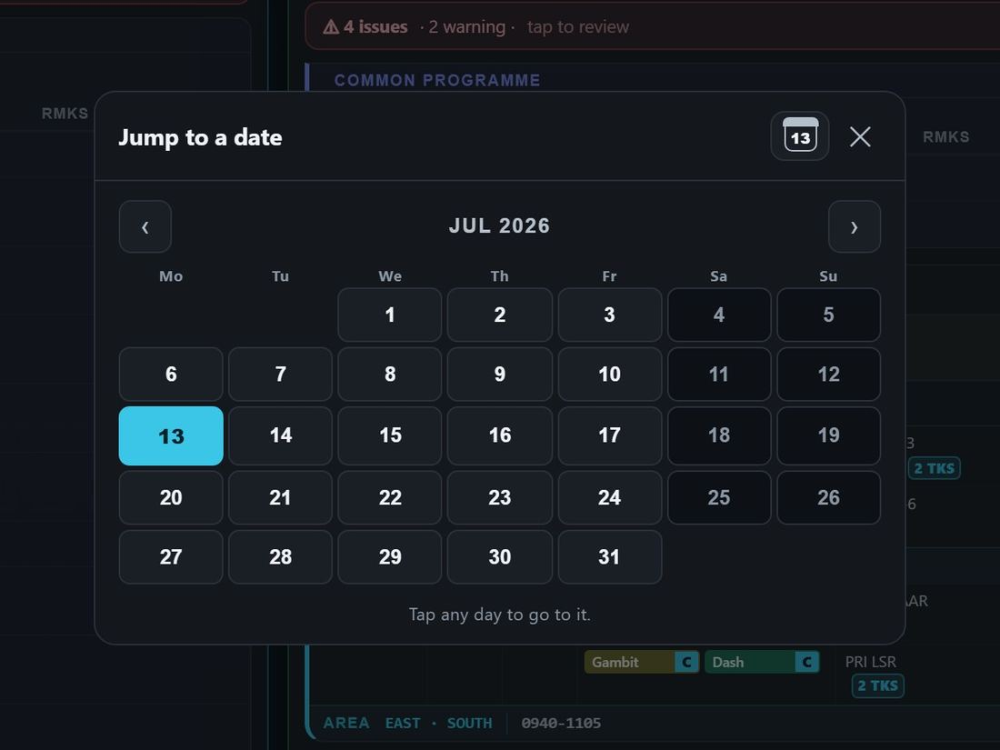 ⚠ 4 issues · 2 warning · tap to review
COMMON PROGRAMME
RMKS
RMKS
Jump to a date
13
‹ JUL 2026 ›
Mo Tu We Th Fr Sa Su
1 2 3 4 5
6 7 8 9 10 11 12
13 14 15 16 17 18 19
20 21 22 23 24 25 26
27 28 29 30 31
Tap any day to go to it.
3
2 TKS
6
AAR
Gambit C Dash C PRI LSR
2 TKS
AREA EAST · SOUTH 0940-1105